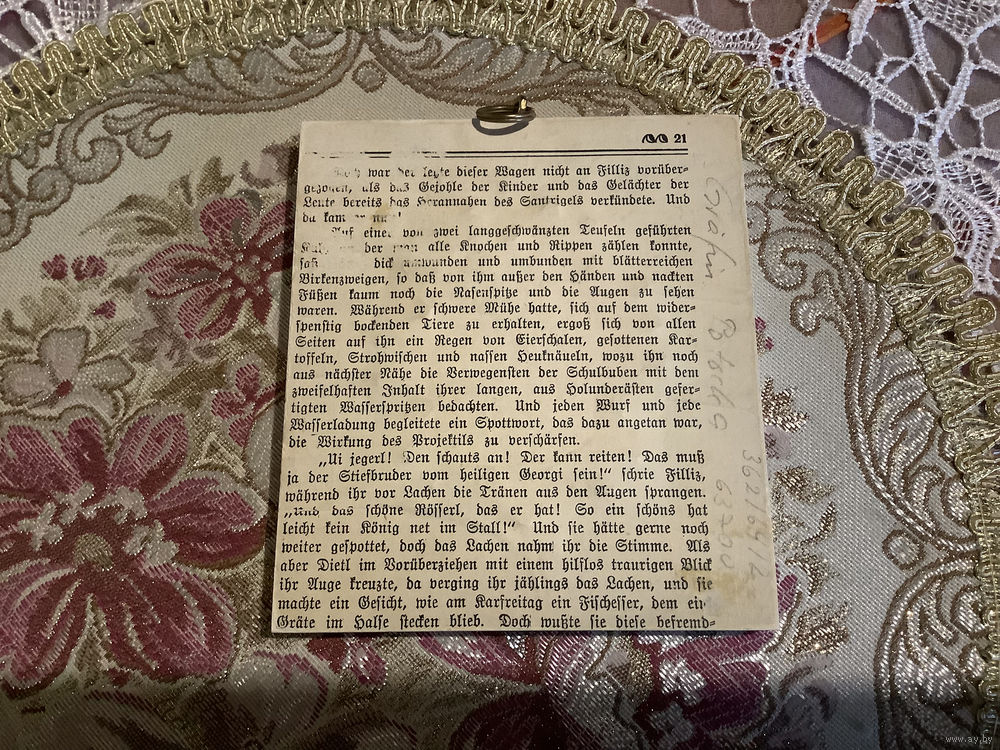 21
war der letzte dieser Wagen nicht an Filliz vorüber-
gezogen, als das Gejohle der Kinder und das Gelächter der
Leute bereits das Herannahen des Santrigels verkündete. Und
da kam er nun!
Auf einem von zwei langgeschwänzten Teufeln geführten
der man alle Knochen und Rippen zählen konnte,
saß dick umwunden und umbunden mit blätterreichen
Birkenzweigen, so daß von ihm außer den Händen und nackten
Füßen kaum noch die Nasenspitze und die Augen zu sehen
waren. Während er schwere Mühe hatte, sich auf dem wider-
spenstig bockenden Tiere zu erhalten, ergoß sich von allen
Seiten auf ihn ein Regen von Eierschalen, gesottenen Kar-
toffeln, Strohwischen und nassen Heuknäueln, wozu ihn noch
aus nächster Nähe die Verwegensten der Schulbuben mit dem
zweifelhaften Inhalt ihrer langen, aus Holunderästen gefer-
tigten Wasserspritzen bedachten. Und jeden Wurf und jede
Wasserladung begleitete ein Spottwort, das dazu angetan war,
die Wirkung des Projektils zu verschärfen.
„Ui jegerl! Den schauts an! Der kann reiten! Das muß
ja der Stiefbruder vom heiligen Georgi sein!“ schrie Filliz,
während ihr vor Lachen die Tränen aus den Augen sprangen.
„Und das schöne Rösserl, das er hat! So ein schöns hat
leicht kein König net im Stall!“ Und sie hätte gerne noch
weiter gespottet, doch das Lachen nahm ihr die Stimme. Als
aber Dietl im Vorüberziehen mit einem hilflos traurigen Blick
ihr Auge kreuzte, da verging ihr jählings das Lachen, und sie
machte ein Gesicht, wie am Karfreitag ein Fischesser, dem ein
Gräte im Halse stecken blieb. Doch wußte sie diese befremd-
www.ay.by